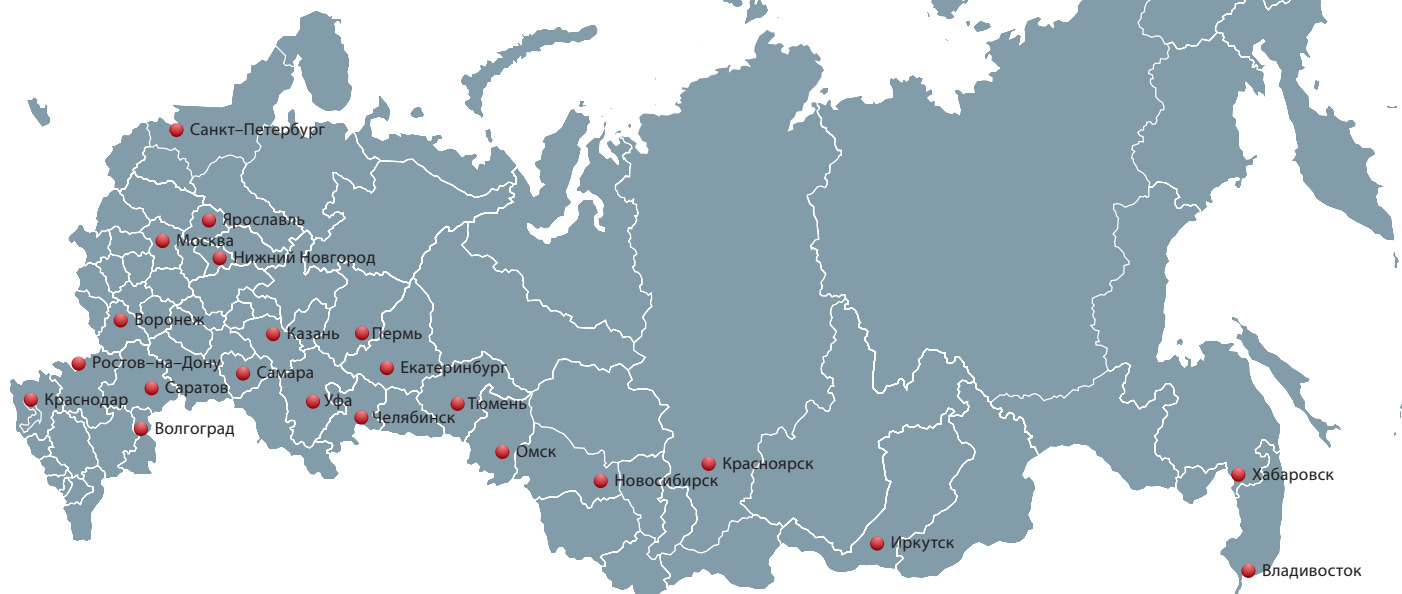 Санкт–Петербург
Ярославль
Москва
Нижний Новгород
Воронеж
Казань
Пермь
Ростов–на–Дону
Екатеринбург
Самара
Саратов
Краснодар
Уфа
Тюмень
Челябинск
Волгоград
Омск
Красноярск
Новосибирск
Хабаровск
Иркутск
Владивосток